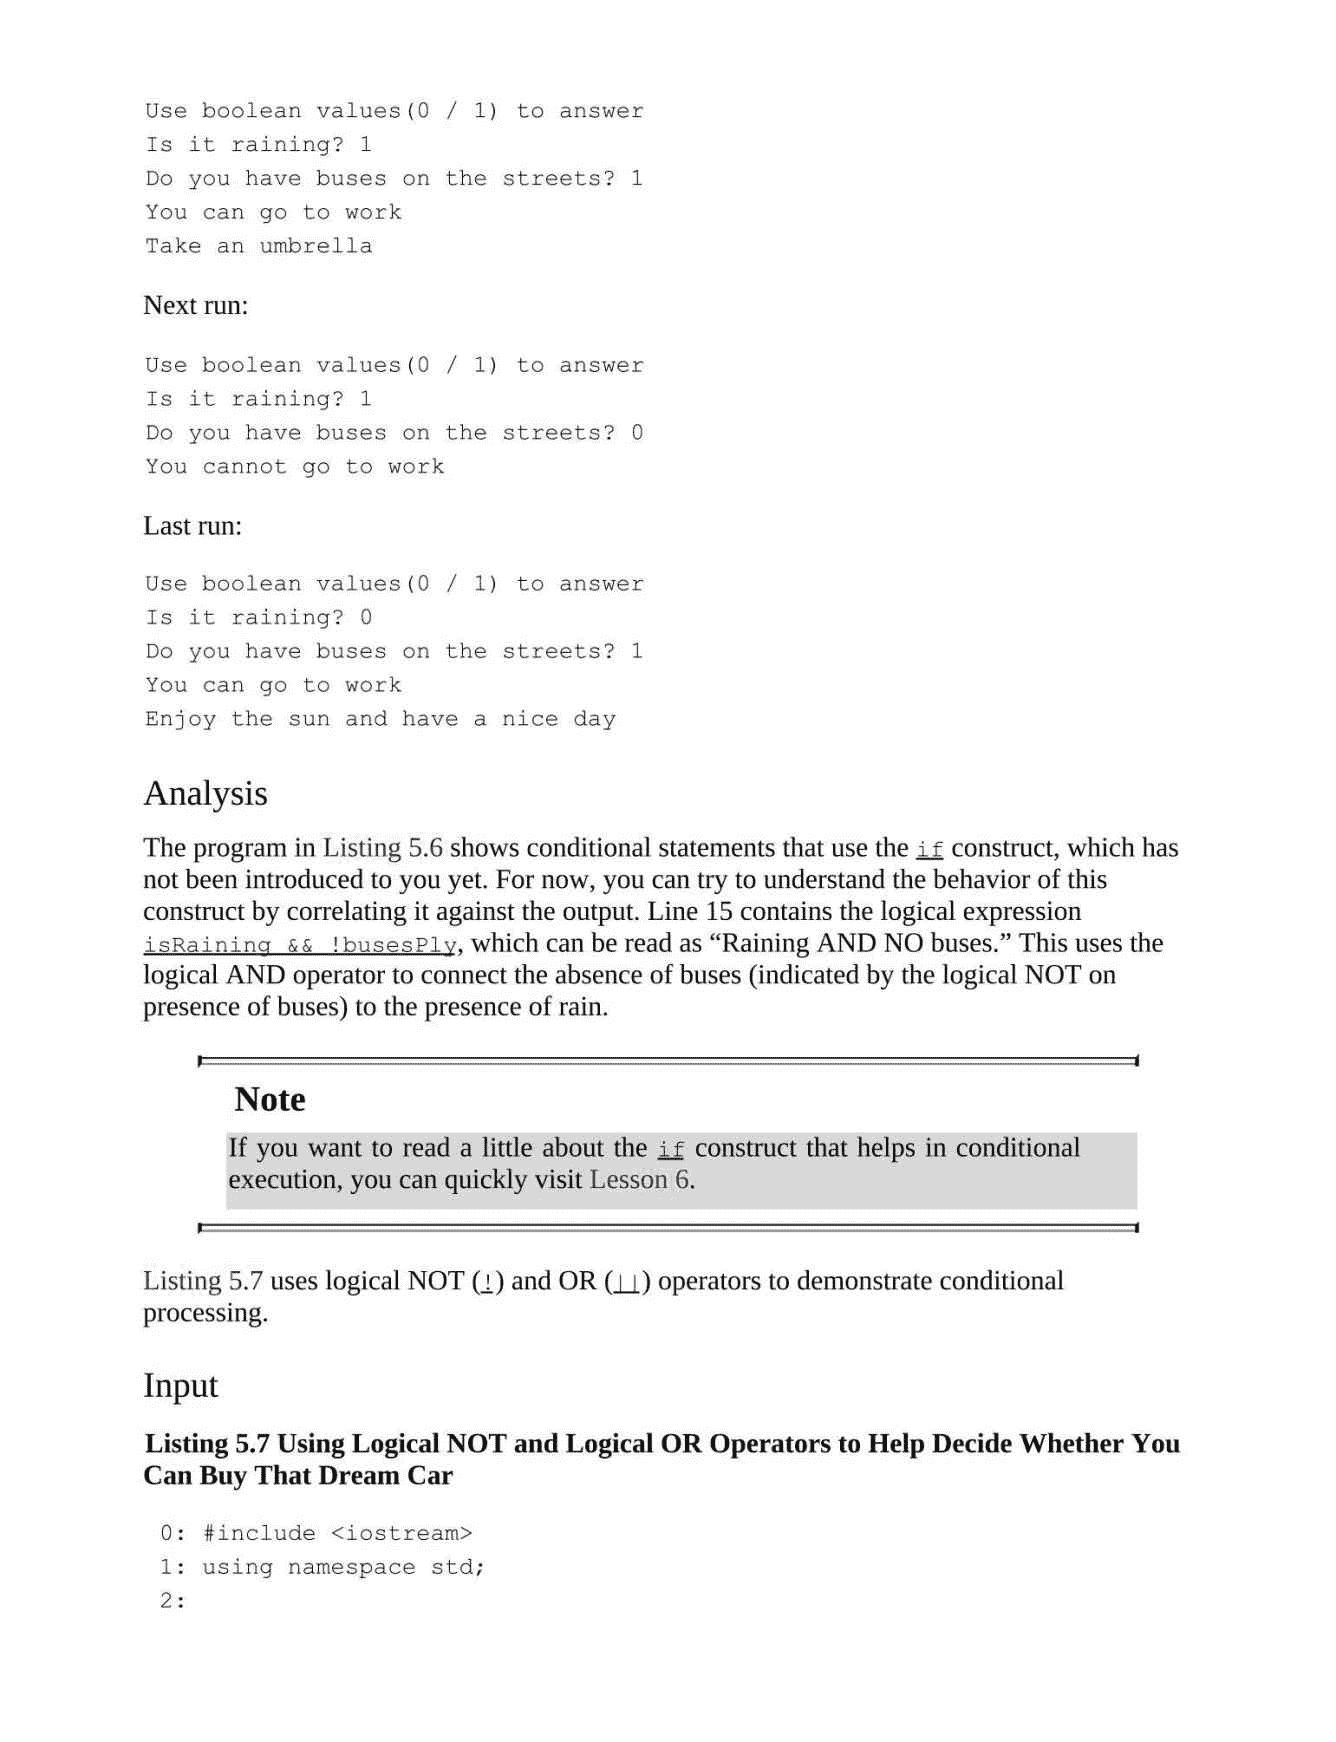 Use boolean values(0 / 1) to answer
Is it raining? 1
Do you have buses on the streets? 1
You can go to work
Take an umbrella
Next run:
Use boolean values(0 / 1) to answer
Is it raining? 1
Do you have buses on the streets? 0
You cannot go to work
Last run:
Use boolean values(0 / 1) to answer
Is it raining? 0
Do you have buses on the streets? 1
You can go to work
Enjoy the sun and have a nice day
Analysis
The program in Listing 5.6 shows conditional statements that use the if construct, which has
not been introduced to you yet. For now, you can try to understand the behavior of this
construct by correlating it against the output. Line 15 contains the logical expression
isRaining && !busesPly, which can be read as “Raining AND NO buses.” This uses the
logical AND operator to connect the absence of buses (indicated by the logical NOT on
presence of buses) to the presence of rain.
Note
If you want to read a little about the if construct that helps in conditional
execution, you can quickly visit Lesson 6.
Listing 5.7 uses logical NOT (!) and OR (||) operators to demonstrate conditional
processing.
Input
Listing 5.7 Using Logical NOT and Logical OR Operators to Help Decide Whether You
Can Buy That Dream Car
0: #include <iostream>
1: using namespace std;
2: